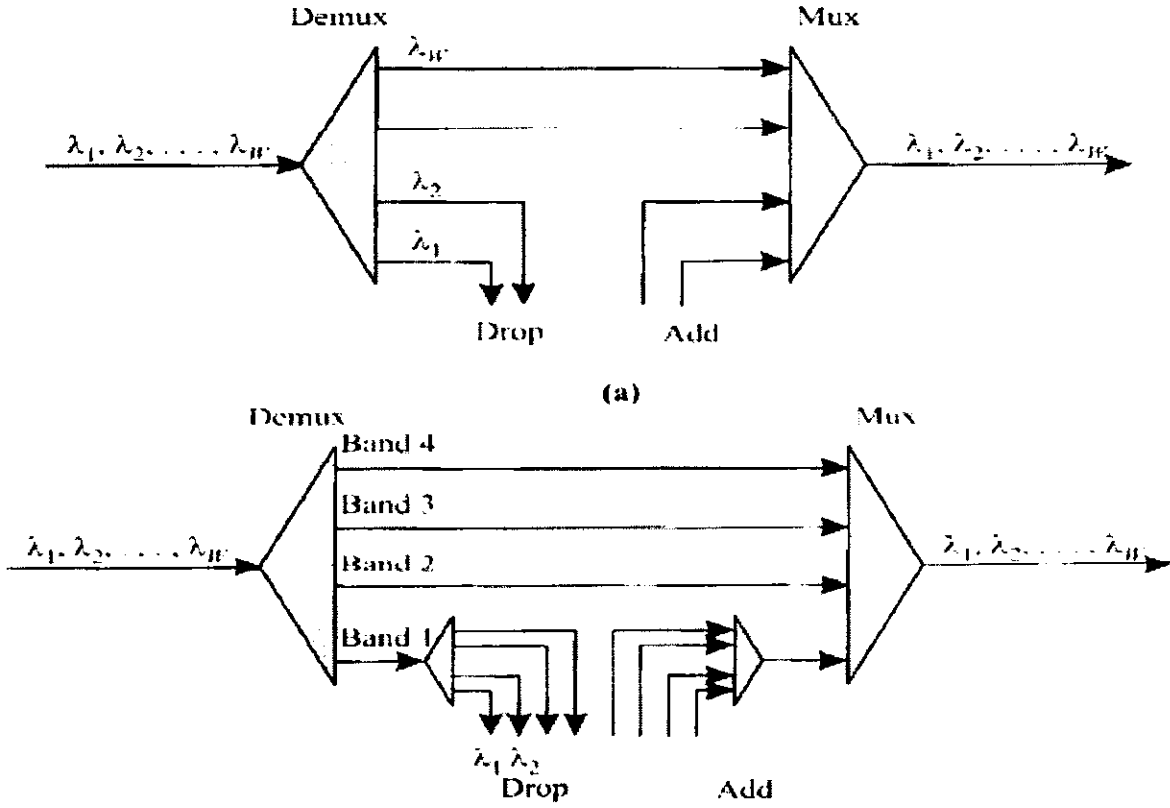 Demux Mux
λ_W
λ₁, λ₂, . . . , λ_W λ₁, λ₂, . . . , λ_W
λ₂
λ₁
Drop Add
(a)
Demux Mux
Band 4
Band 3
λ₁, λ₂, . . . , λ_W λ₁, λ₂, . . . , λ_W
Band 2
Band 1
λ₁ λ₂
Drop Add